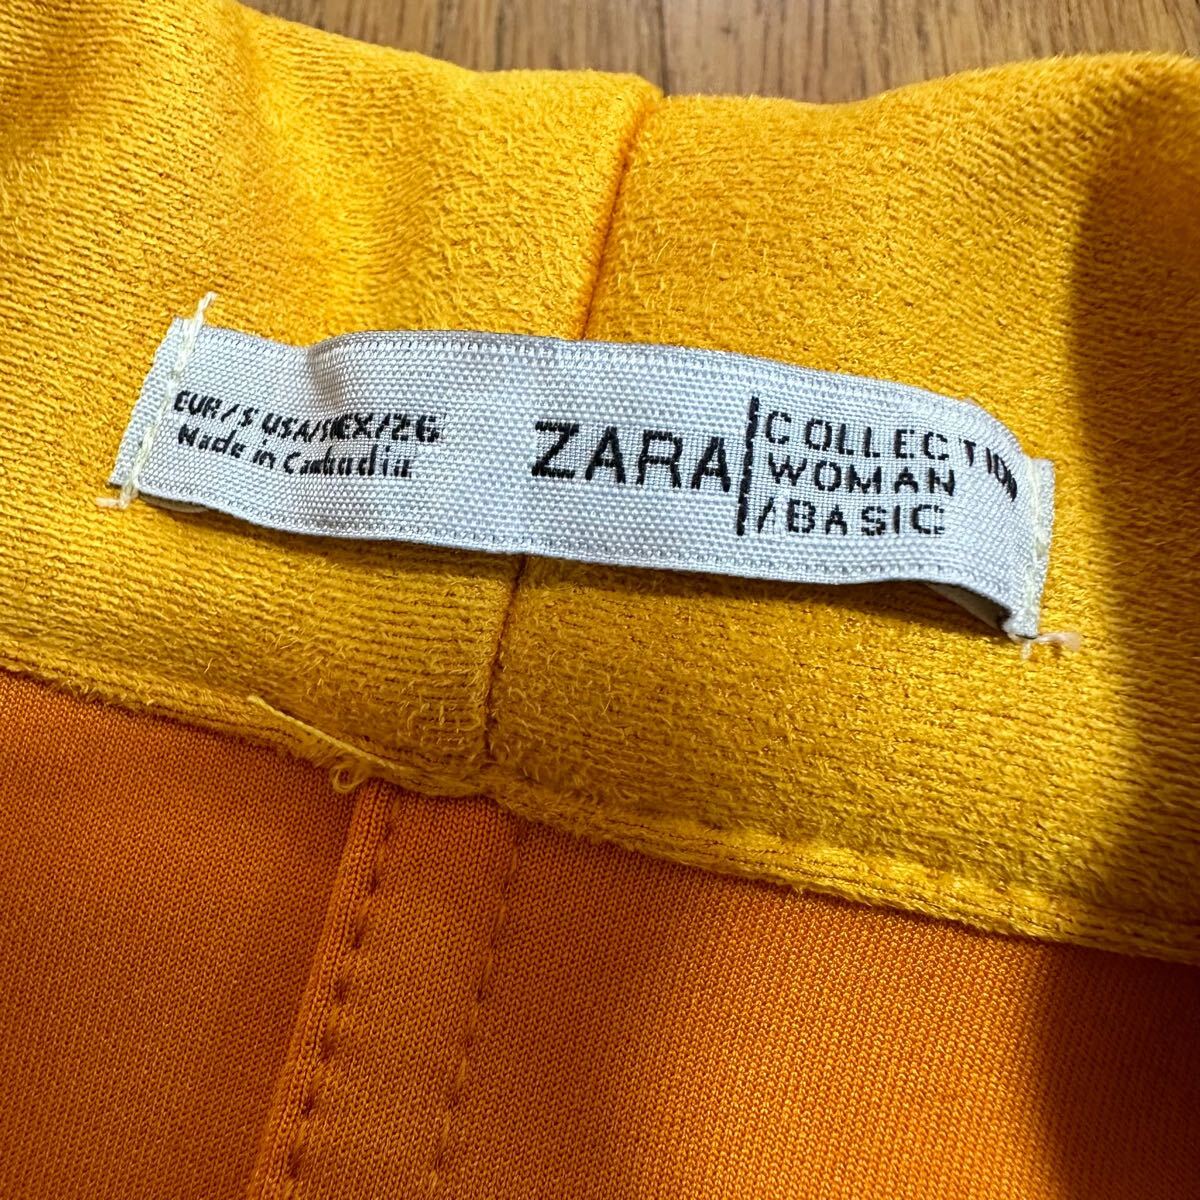 EUR/S USA/S MEX/26
Made in Cambodia
ZARA
COLLECTION
WOMAN
/BASIC